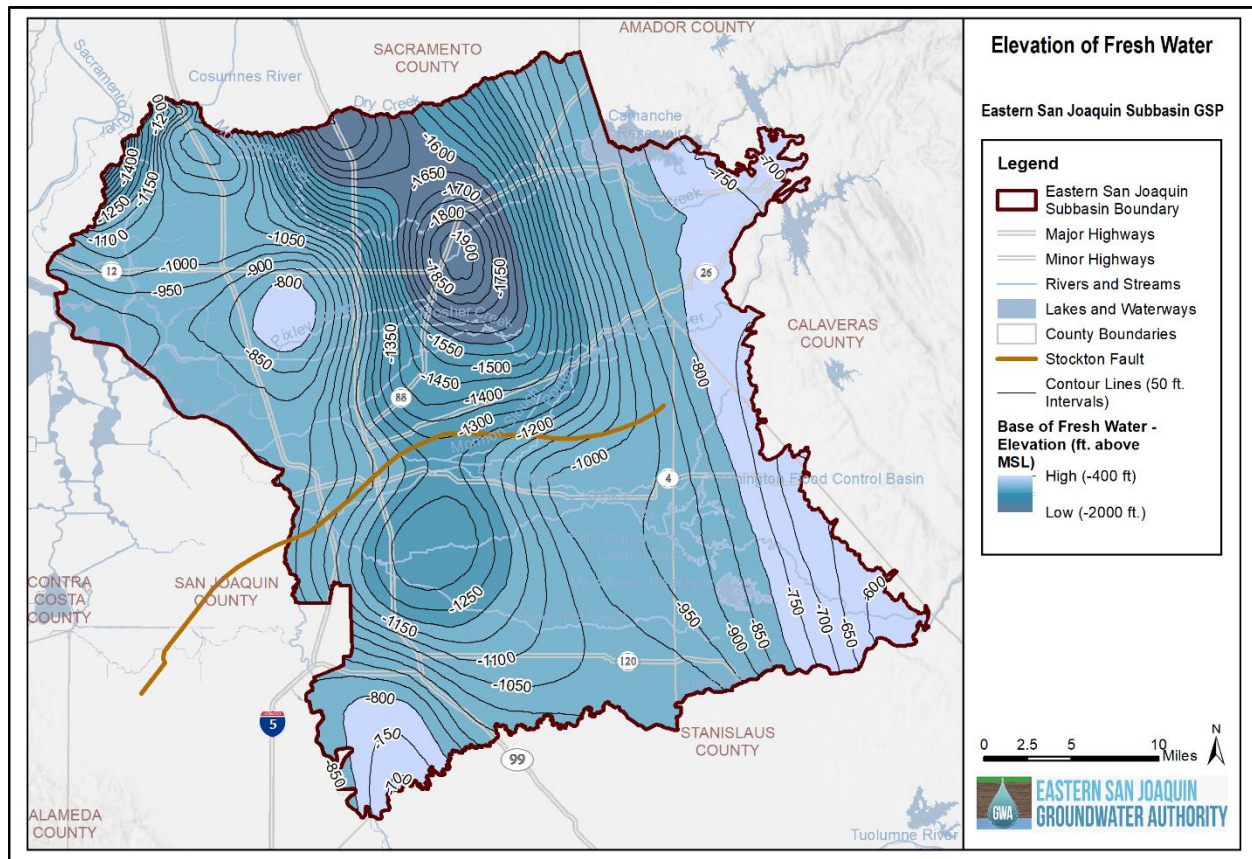 AMADOR COUNTY
SACRAMENTO
COUNTY
Cosumnes River
Sacramento
River
Dry Creek
Camanche
Reservoir
Creek
-1400
-1150
-1250
-1100
-1600
-1650
-1700
-1800
-1900
-1850
-1750
-750
-700
-1050
-1000
-900
-800
-950
12
26
Pixley
Mosher Creek
-850
-1350
-1550
-1500
-1450
-1400
88
-1300
-1200
-1000
-800
CALAVERAS
COUNTY
4
Flood Control Basin
CONTRA
COSTA
COUNTY
SAN JOAQUIN
COUNTY
-1250
-1150
-1100
-1050
120
-950
-900
-850
-750
-700
-650
-600
-800
-750
-850
-700
5
99
STANISLAUS
COUNTY
ALAMEDA
COUNTY
Tuolumne River
Elevation of Fresh Water
Eastern San Joaquin Subbasin GSP
Legend
Eastern San Joaquin
Subbasin Boundary
Major Highways
Minor Highways
Rivers and Streams
Lakes and Waterways
County Boundaries
Stockton Fault
Contour Lines (50 ft.
Intervals)
Base of Fresh Water -
Elevation (ft. above
MSL)
High (-400 ft)
Low (-2000 ft.)
N
0 2.5 5 10
Miles
GWA
EASTERN SAN JOAQUIN
GROUNDWATER AUTHORITY